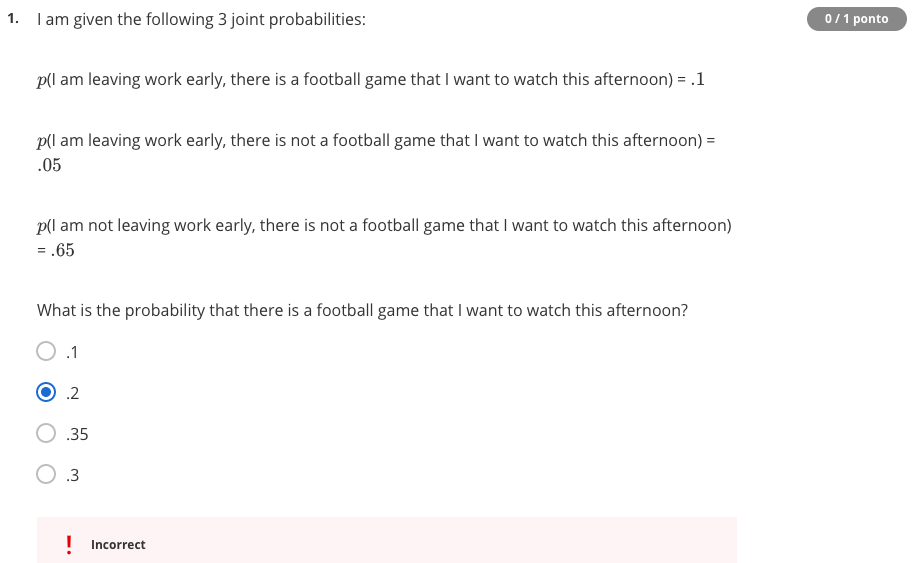 1. I am given the following 3 joint probabilities:
0 / 1 ponto
p(I am leaving work early, there is a football game that I want to watch this afternoon) = .1
p(I am leaving work early, there is not a football game that I want to watch this afternoon) =
.05
p(I am not leaving work early, there is not a football game that I want to watch this afternoon)
= .65
What is the probability that there is a football game that I want to watch this afternoon?
.1
.2
.35
.3
! Incorrect